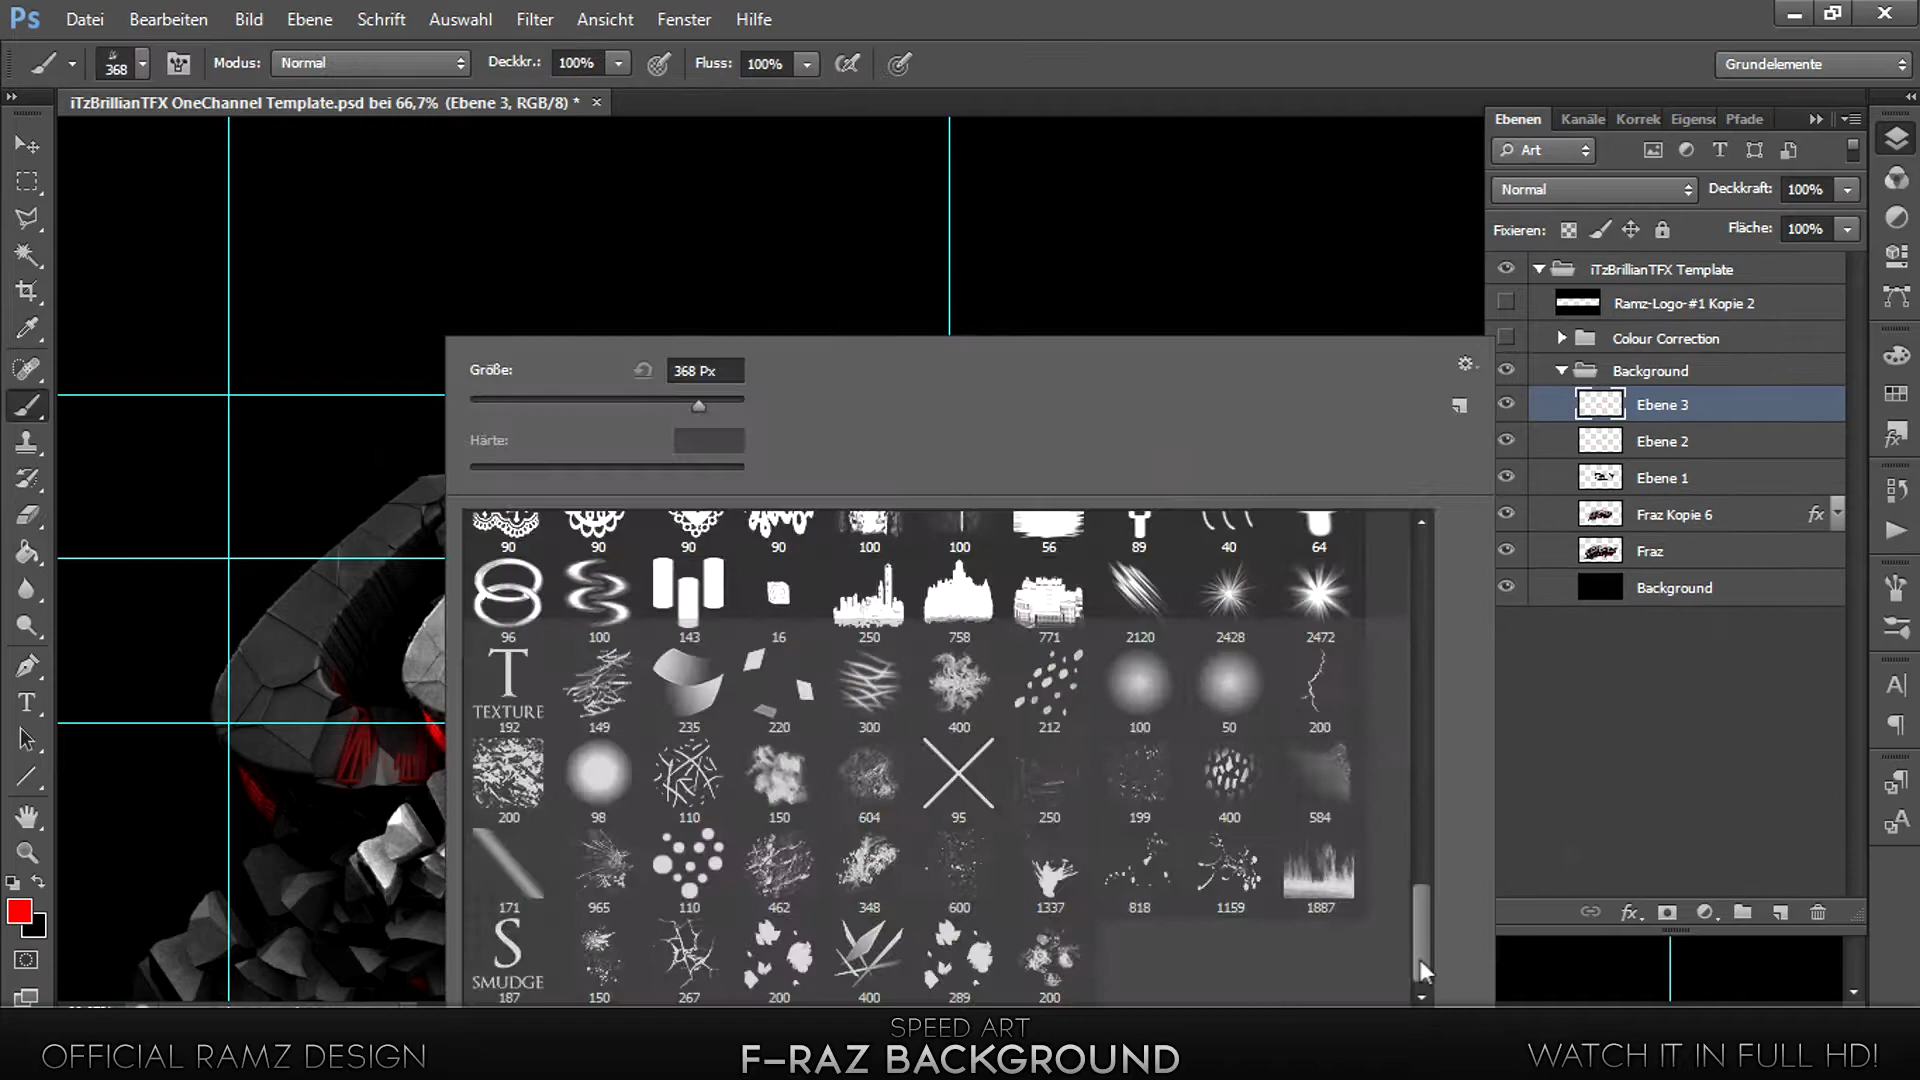 Ps Datei Bearbeiten Bild Ebene Schrift Auswahl Filter Ansicht Fenster Hilfe
368 Modus: Normal Deckkr.: 100% Fluss: 100% Grundelemente
iTzBrillianTFX OneChannel Template.psd bei 66,7% (Ebene 3, RGB/8) * ×
Ebenen Kanäle Korrek Eigensc Pfade
Art
Normal Deckkraft: 100%
Fixieren: Fläche: 100%
iTzBrillianTFX Template
Ramz-Logo-#1 Kopie 2
Colour Correction
Background
Ebene 3
Ebene 2
Ebene 1
Fraz Kopie 6 fx
Fraz
Background
Größe: 368 Px
Härte:
90 90 90 90 100 100 56 89 40 64
96 100 143 16 250 758 771 2120 2428 2472
T
TEXTURE
192 149 235 220 300 400 212 100 50 200
200 98 110 150 604 95 250 199 400 584
171 965 110 462 348 600 1337 818 1159 1887
S
SMUDGE
187 150 267 200 400 289 200
OFFICIAL RAMZ DESIGN
SPEED ART
F-RAZ BACKGROUND
WATCH IT IN FULL HD!